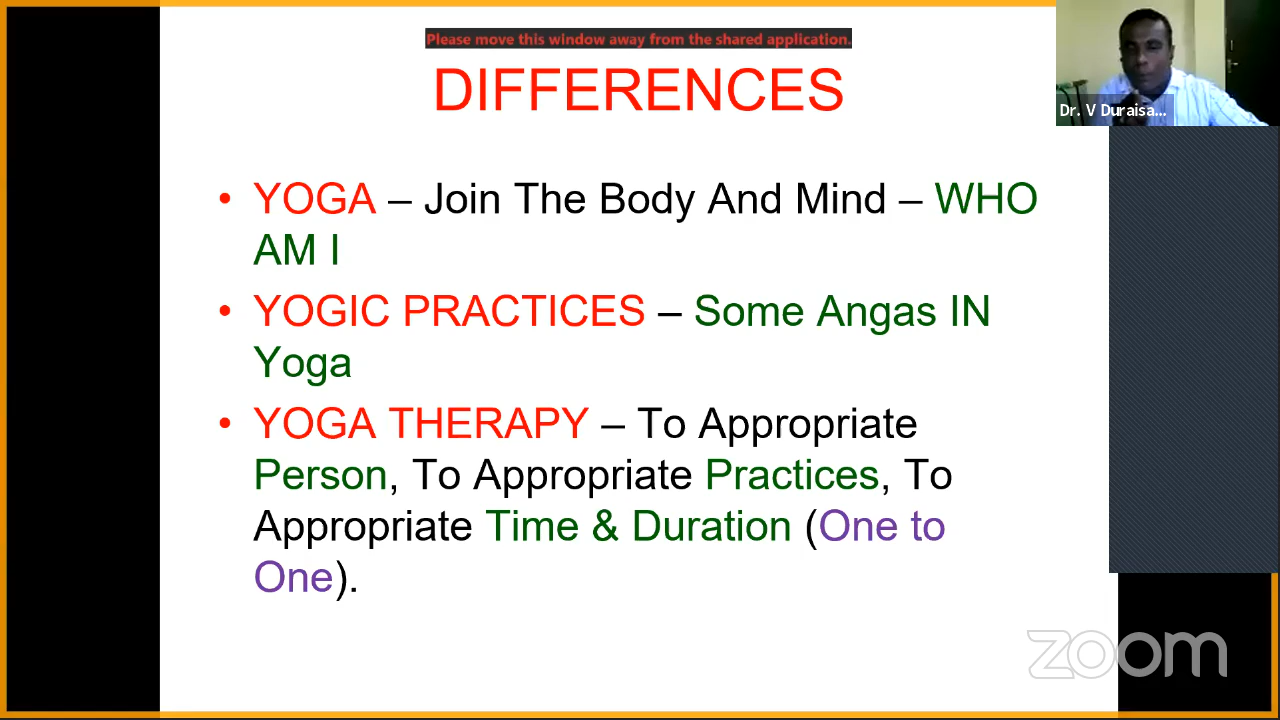 Please move this window away from the shared application.
DIFFERENCES
Dr. V Duraisa...
• YOGA – Join The Body And Mind – WHO
AM I
• YOGIC PRACTICES – Some Angas IN
Yoga
• YOGA THERAPY – To Appropriate
Person, To Appropriate Practices, To
Appropriate Time & Duration (One to
One).
zoom